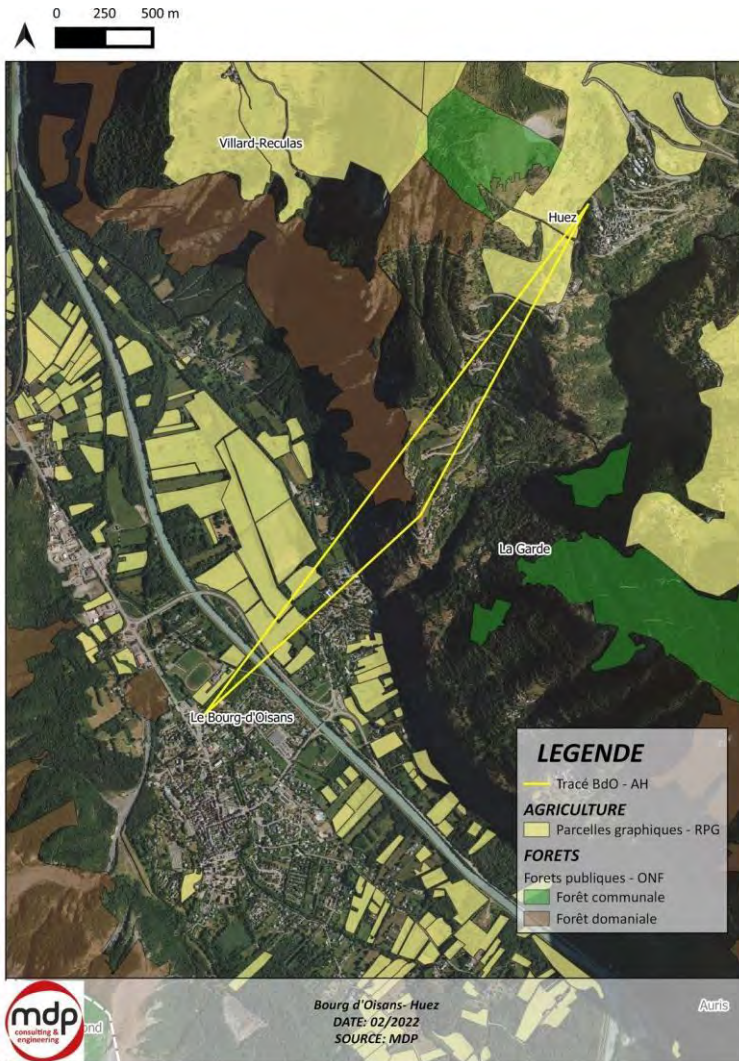 0 250 500 m
Villard-Reculas
Huez
La Garde
Le Bourg-d'Oisans
LEGENDE
Tracé BdO - AH
AGRICULTURE
Parcelles graphiques - RPG
FORETS
Forets publiques - ONF
Forêt communale
Forêt domaniale
Auris
mdp
consulting &
engineering
ond
Bourg d'Oisans- Huez
DATE: 02/2022
SOURCE: MDP